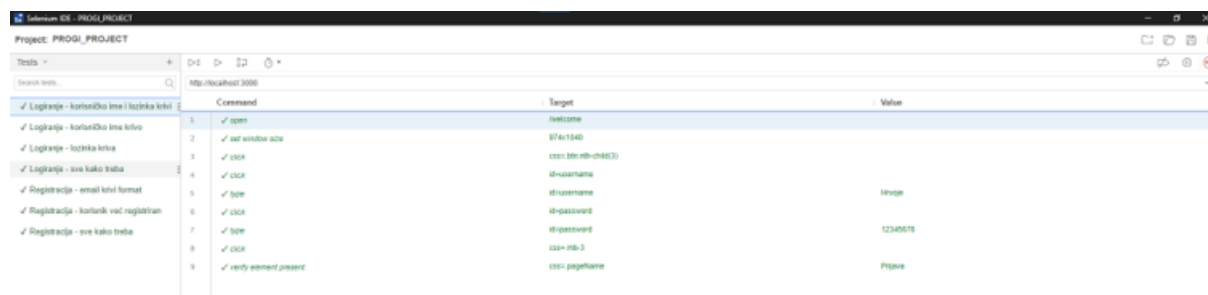 Selenium IDE - PROGI_PROJECT
Project: PROGI_PROJECT
Tests
Search tests...
http://localhost:3000
✓ Logiranje - korisničko ime i lozinka krivi
✓ Logiranje - korisničko ime krivo
✓ Logiranje - lozinka kriva
✓ Logiranje - sve kako treba
✓ Registracija - email krivi format
✓ Registracija - korisnik već registriran
✓ Registracija - sve kako treba
Command Target Value
1 ✓ open /welcome
2 ✓ set window size 974x1040
3 ✓ click css=.btn:nth-child(3)
4 ✓ click id=username
5 ✓ type id=username Hrvoje
6 ✓ click id=password
7 ✓ type id=password 12345678
8 ✓ click css=.mb-3
9 ✓ verify element present css=.pageName Prijava